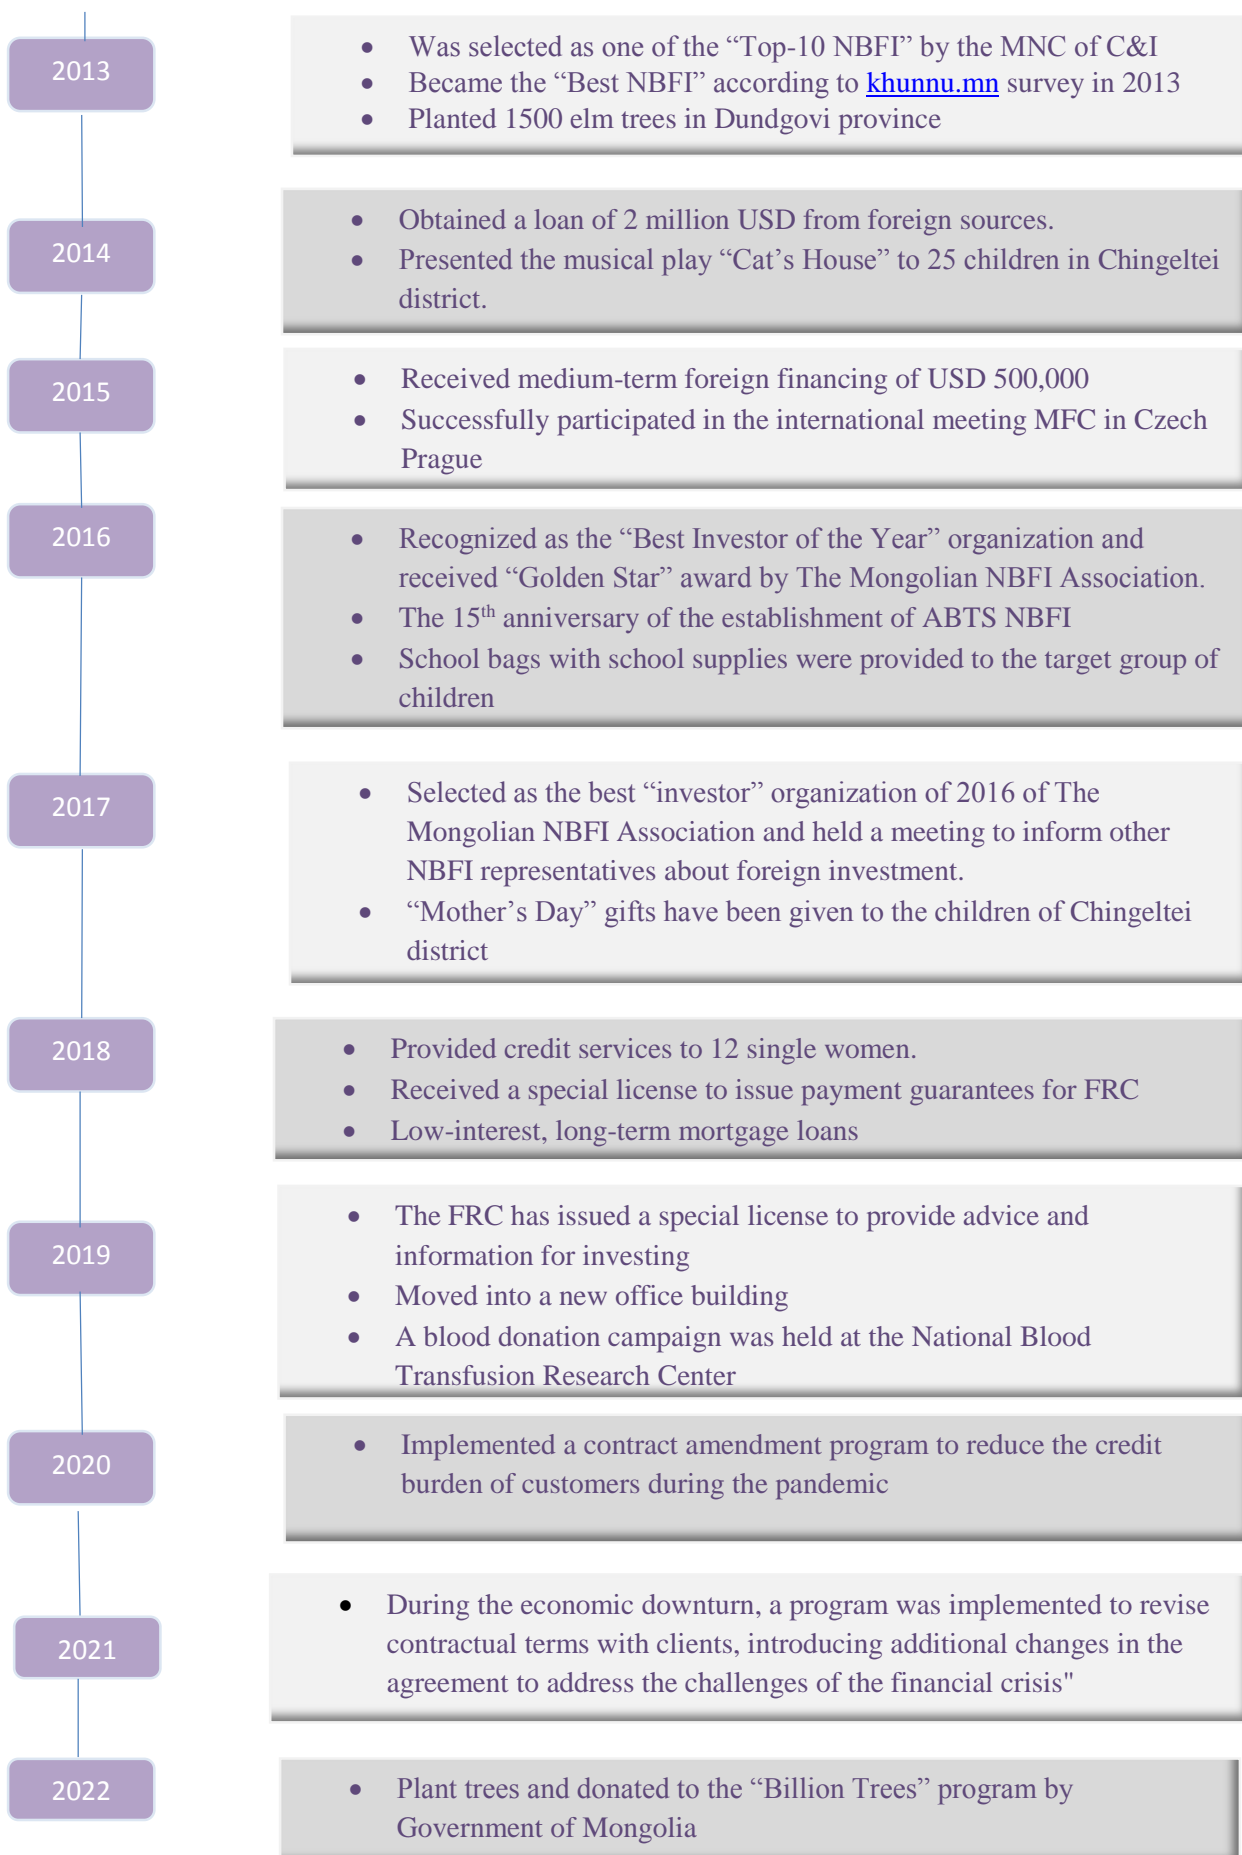 2013
• Was selected as one of the “Top-10 NBFI” by the MNC of C&I
• Became the “Best NBFI” according to khunnu.mn survey in 2013
• Planted 1500 elm trees in Dundgovi province
2014
• Obtained a loan of 2 million USD from foreign sources.
• Presented the musical play “Cat’s House” to 25 children in Chingeltei
district.
2015
• Received medium-term foreign financing of USD 500,000
• Successfully participated in the international meeting MFC in Czech
Prague
2016
• Recognized as the “Best Investor of the Year” organization and
received “Golden Star” award by The Mongolian NBFI Association.
• The 15th anniversary of the establishment of ABTS NBFI
• School bags with school supplies were provided to the target group of
children
2017
• Selected as the best “investor” organization of 2016 of The
Mongolian NBFI Association and held a meeting to inform other
NBFI representatives about foreign investment.
• “Mother’s Day” gifts have been given to the children of Chingeltei
district
2018
• Provided credit services to 12 single women.
• Received a special license to issue payment guarantees for FRC
• Low-interest, long-term mortgage loans
2019
• The FRC has issued a special license to provide advice and
information for investing
• Moved into a new office building
• A blood donation campaign was held at the National Blood
Transfusion Research Center
2020
• Implemented a contract amendment program to reduce the credit
burden of customers during the pandemic
2021
• During the economic downturn, a program was implemented to revise
contractual terms with clients, introducing additional changes in the
agreement to address the challenges of the financial crisis"
2022
• Plant trees and donated to the “Billion Trees” program by
Government of Mongolia